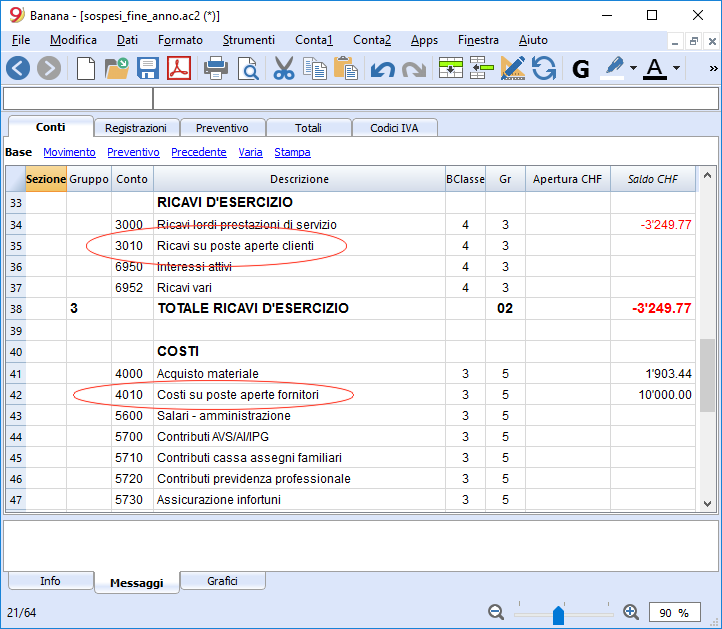 Banana - [sospesi_fine_anno.ac2 (*)]
File Modifica Dati Formato Strumenti Conta1 Conta2 Apps Finestra Aiuto
G A »
Conti Registrazioni Preventivo Totali Codici IVA
Base Movimento Preventivo Precedente Varia Stampa
Sezione Gruppo Conto Descrizione BClasse Gr Apertura CHF Saldo CHF
33 RICAVI D'ESERCIZIO
34 3000 Ricavi lordi prestazioni di servizio 4 3 -3'249.77
35 3010 Ricavi su poste aperte clienti 4 3
36 6950 Interessi attivi 4 3
37 6952 Ricavi vari 4 3
38 3 TOTALE RICAVI D'ESERCIZIO 02 -3'249.77
39
40 COSTI
41 4000 Acquisto materiale 3 5 1'903.44
42 4010 Costi su poste aperte fornitori 3 5 10'000.00
43 5600 Salari - amministrazione 3 5
44 5700 Contributi AVS/AI/IPG 3 5
45 5710 Contributi cassa assegni familiari 3 5
46 5720 Contributi previdenza professionale 3 5
47 5730 Assicurazione infortuni 3 5
Info Messaggi Grafici
21/64 90 %